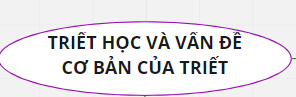 TRIẾT HỌC VÀ VẤN ĐỀ
CƠ BẢN CỦA TRIẾT